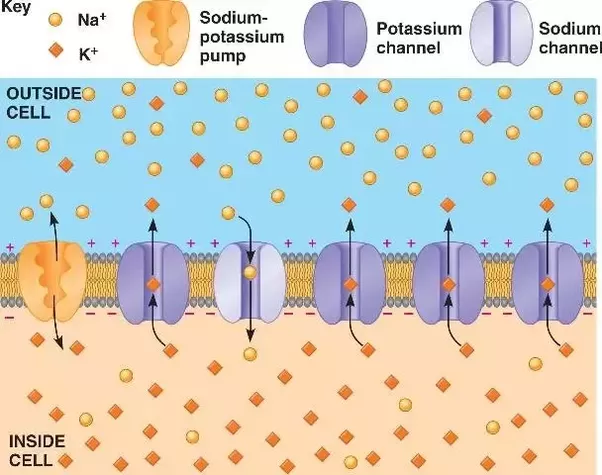 Key
Na⁺
K⁺
Sodium-
potassium
pump
Potassium
channel
Sodium
channel
OUTSIDE
CELL
+ + + + + + + + + +
– – – – – – – – – –
INSIDE
CELL